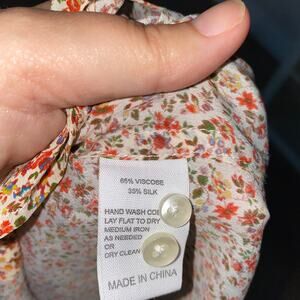 65% VISCOSE
35% SILK
HAND WASH
LAY FLAT TO DRY
MEDIUM IRON
AS NEEDED
OR
DRY CLEAN
MADE IN CHINA